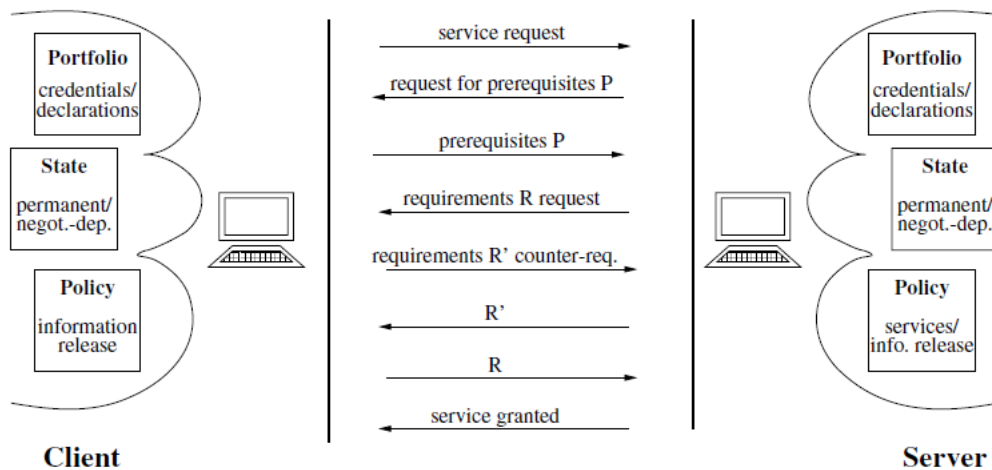 Portfolio
credentials/
declarations
State
permanent/
negot.-dep.
Policy
information
release
Client
service request
request for prerequisites P
prerequisites P
requirements R request
requirements R' counter-req.
R'
R
service granted
Portfolio
credentials/
declarations
State
permanent/
negot.-dep.
Policy
services/
info. release
Server